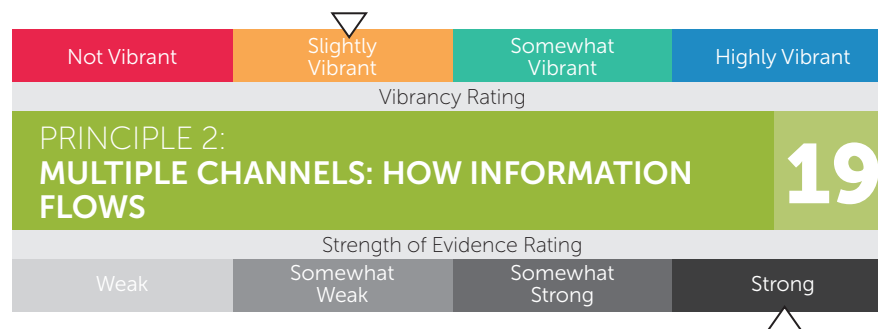 Not Vibrant
Slightly
Vibrant
Somewhat
Vibrant
Highly Vibrant
Vibrancy Rating
PRINCIPLE 2:
MULTIPLE CHANNELS: HOW INFORMATION
FLOWS
19
Strength of Evidence Rating
Weak
Somewhat
Weak
Somewhat
Strong
Strong